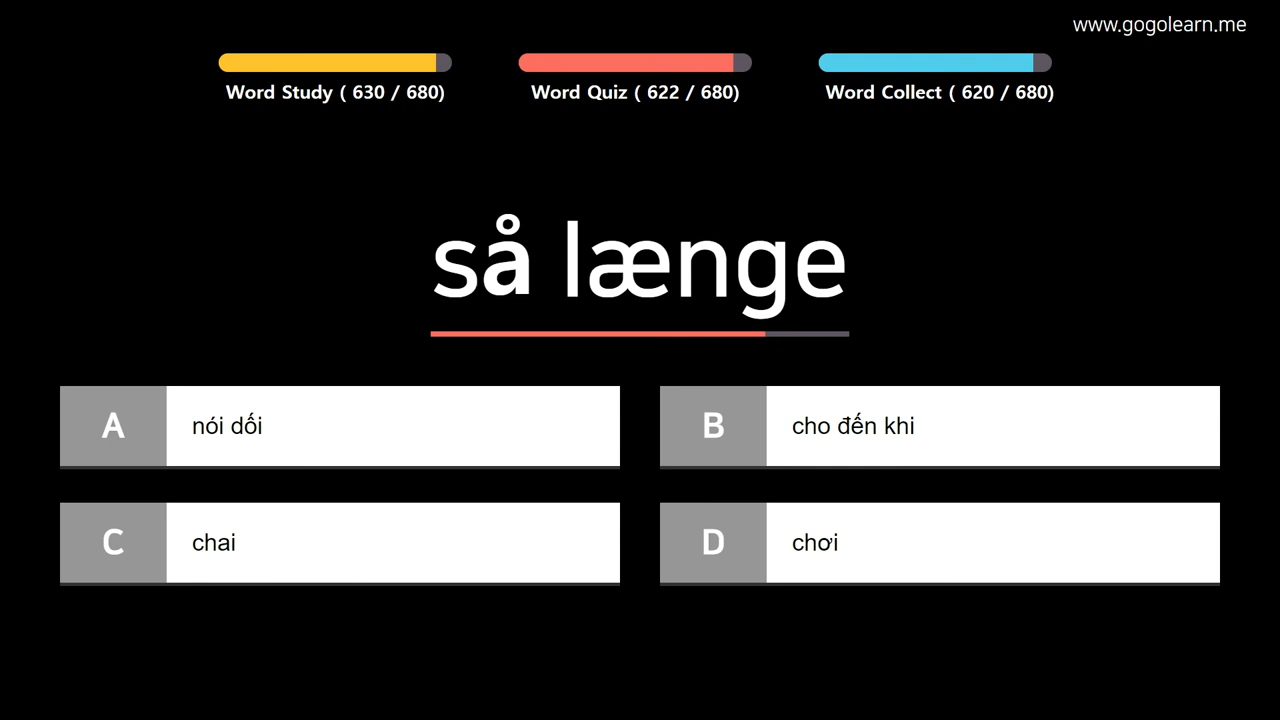 www.gogolearn.me
Word Study ( 630 / 680)
Word Quiz ( 622 / 680)
Word Collect ( 620 / 680)
så længe
A nói dối
B cho đến khi
C chai
D chơi